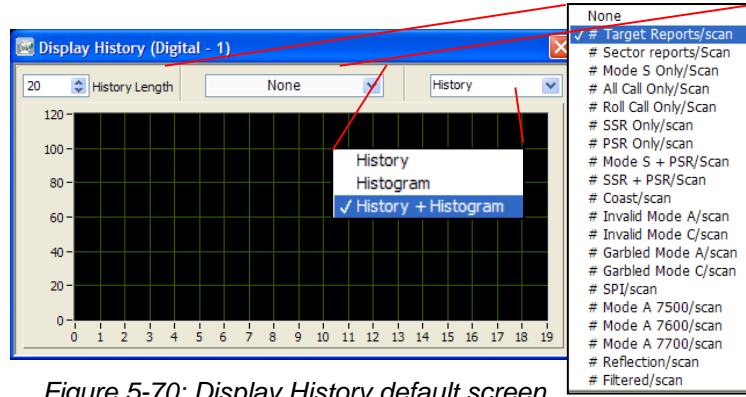 Display History (Digital - 1)
20 History Length None History
120
100
80
60
40
20
0
0 1 2 3 4 5 6 7 8 9 10 11 12 13 14 15 16 17 18 19
History
Histogram
✓ History + Histogram
None
✓ # Target Reports/scan
# Sector reports/Scan
# Mode S Only/Scan
# All Call Only/Scan
# Roll Call Only/Scan
# SSR Only/scan
# PSR Only/scan
# Mode S + PSR/Scan
# SSR + PSR/Scan
# Coast/scan
# Invalid Mode A/scan
# Invalid Mode C/scan
# Garbled Mode A/scan
# Garbled Mode C/scan
# SPI/scan
# Mode A 7500/scan
# Mode A 7600/scan
# Mode A 7700/scan
# Reflection/scan
# Filtered/scan
Figure 5-70: Display History default screen